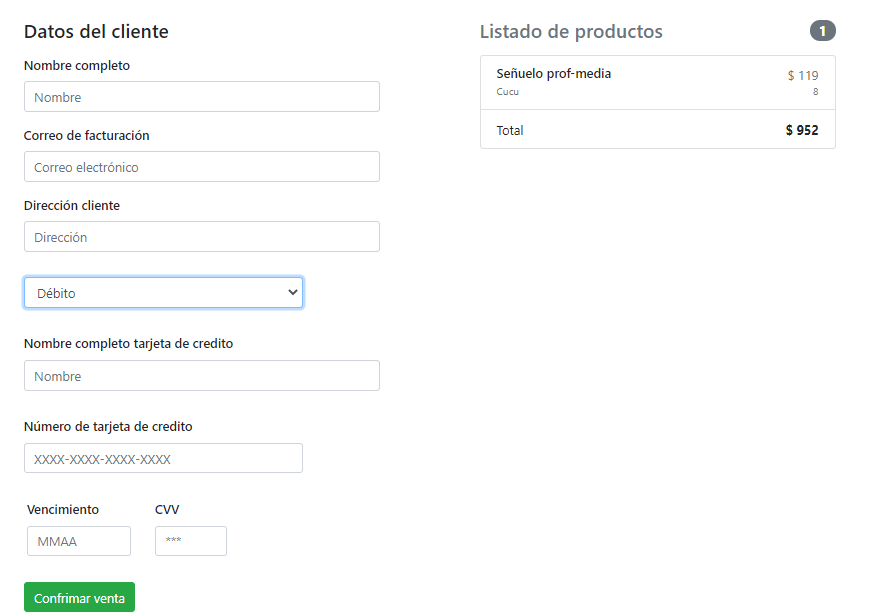 Datos del cliente
Nombre completo
Nombre
Correo de facturación
Correo electrónico
Dirección cliente
Dirección
Débito
Nombre completo tarjeta de credito
Nombre
Número de tarjeta de credito
XXXX-XXXX-XXXX-XXXX
Vencimiento CVV
MMAA ***
Confrimar venta
Listado de productos 1
Señuelo prof-media $ 119
Cucu 8
Total $ 952